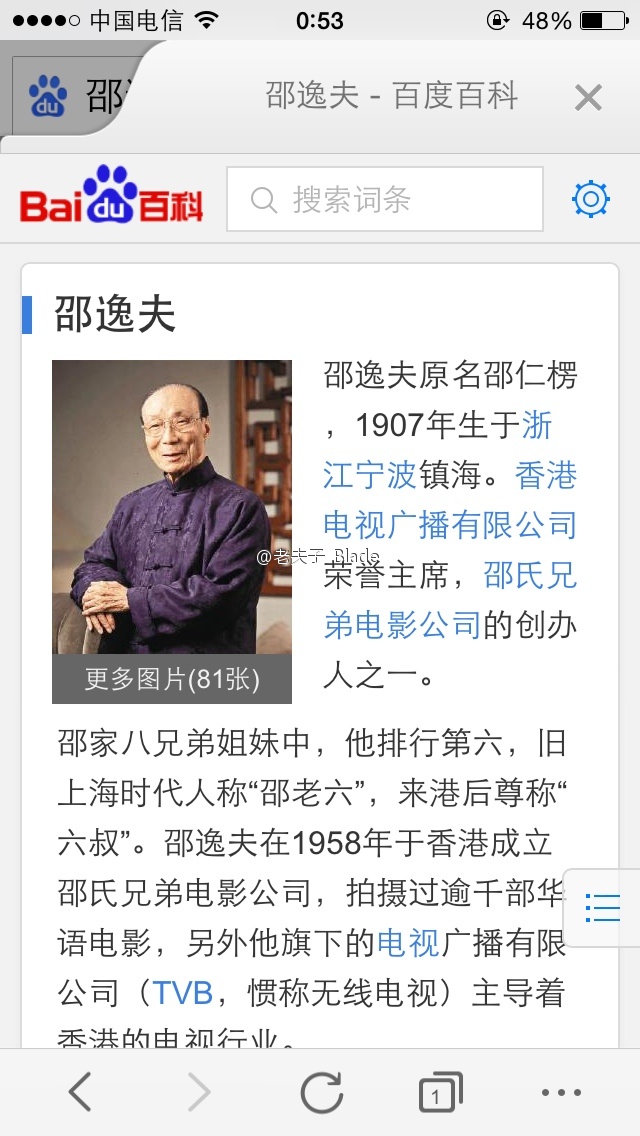 中国电信 0:53 48%
du 邵
邵逸夫 - 百度百科
Bai du 百科 搜索词条
邵逸夫
邵逸夫原名邵仁楞
，1907年生于浙
江宁波镇海。香港
电视广播有限公司
荣誉主席，邵氏兄
弟电影公司的创办
人之一。
@老夫子_Blade
更多图片(81张)
邵家八兄弟姐妹中，他排行第六，旧
上海时代人称“邵老六”，来港后尊称“
六叔”。邵逸夫在1958年于香港成立
邵氏兄弟电影公司，拍摄过逾千部华
语电影，另外他旗下的电视广播有限
公司（TVB，惯称无线电视）主导着
香港的电视行业。
1